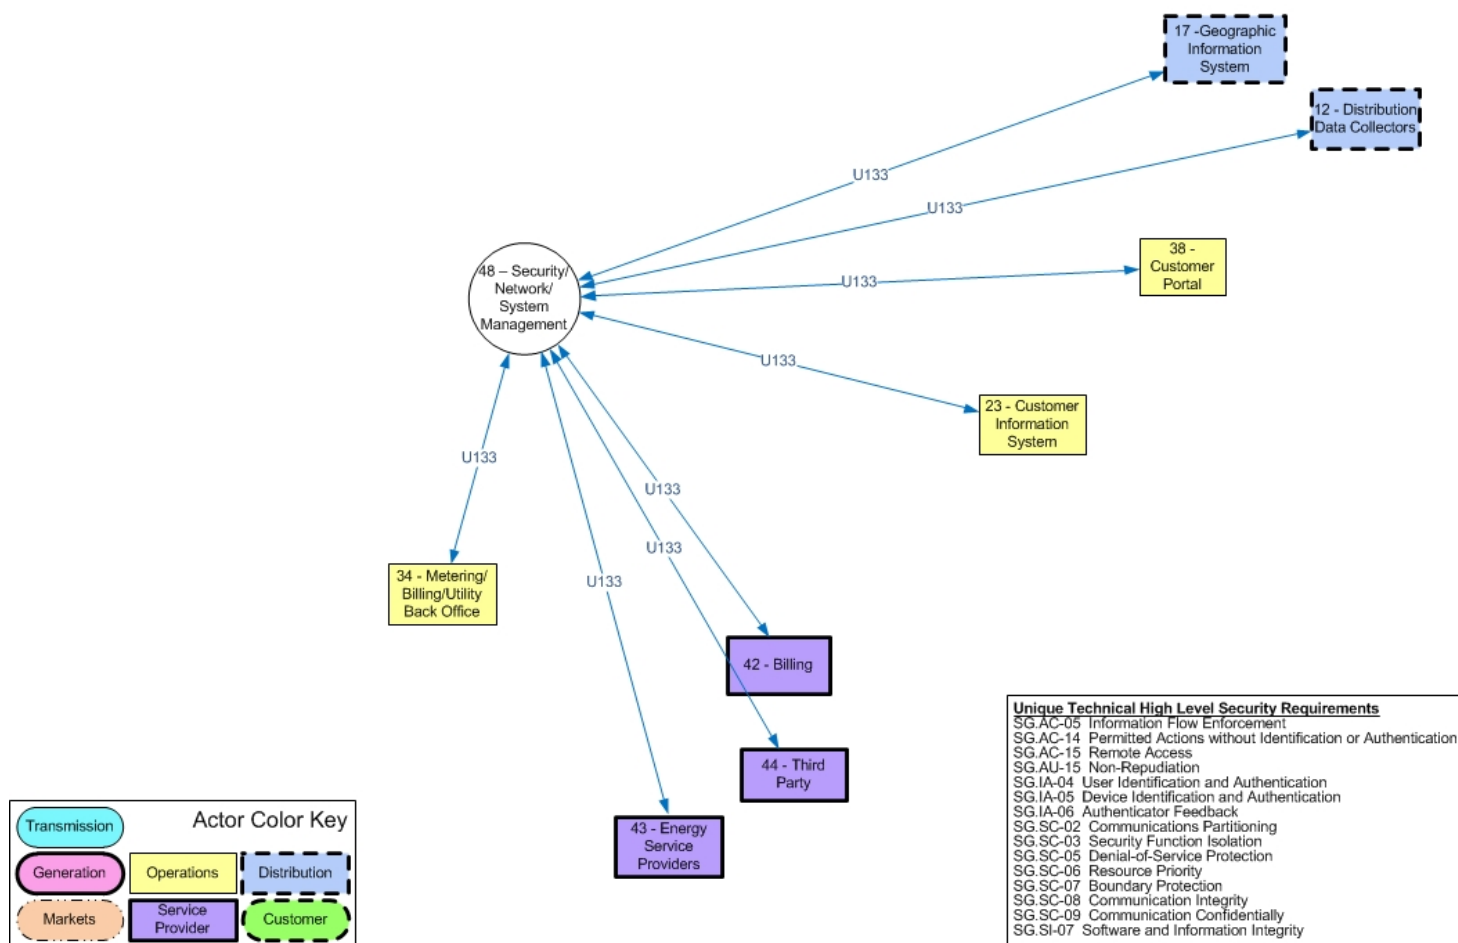 17 -Geographic
Information
System
12 - Distribution
Data Collectors
U133
U133
48 – Security/
Network/
System
Management
38 -
Customer
Portal
U133
U133
23 - Customer
Information
System
U133
U133
U133
U133
34 - Metering/
Billing/Utility
Back Office
42 - Billing
44 - Third
Party
43 - Energy
Service
Providers
Unique Technical High Level Security Requirements
SG.AC-05 Information Flow Enforcement
SG.AC-14 Permitted Actions without Identification or Authentication
SG.AC-15 Remote Access
SG.AU-15 Non-Repudiation
SG.IA-04 User Identification and Authentication
SG.IA-05 Device Identification and Authentication
SG.IA-06 Authenticator Feedback
SG.SC-02 Communications Partitioning
SG.SC-03 Security Function Isolation
SG.SC-05 Denial-of-Service Protection
SG.SC-06 Resource Priority
SG.SC-07 Boundary Protection
SG.SC-08 Communication Integrity
SG.SC-09 Communication Confidentially
SG.SI-07 Software and Information Integrity
Actor Color Key
Transmission
Generation
Operations
Distribution
Markets
Service
Provider
Customer